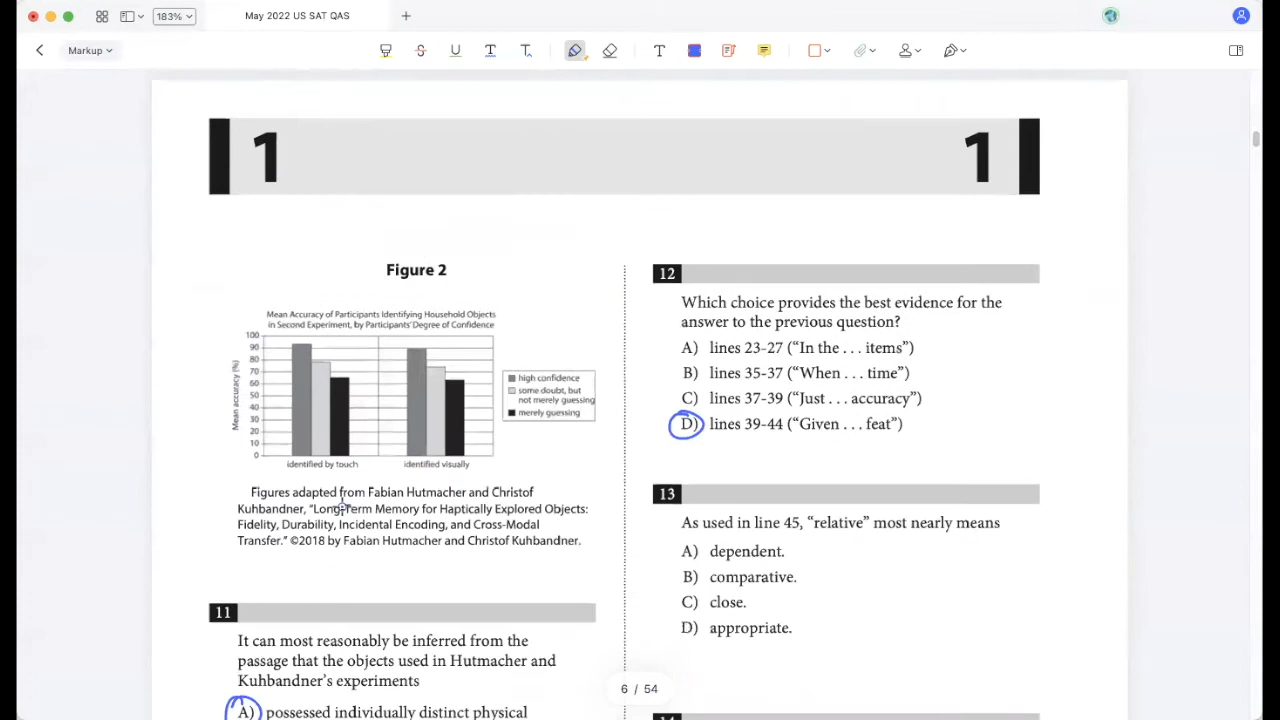 183%
May 2022 US SAT QAS
Markup
1
1
Figure 2
Mean Accuracy of Participants Identifying Household Objects
in Second Experiment, by Participants' Degree of Confidence
Mean accuracy (%)
100
90
80
70
60
50
40
30
20
10
0
identified by touch
identified visually
high confidence
some doubt, but
not merely guessing
merely guessing
Figures adapted from Fabian Hutmacher and Christof
Kuhbandner, “Long-Term Memory for Haptically Explored Objects:
Fidelity, Durability, Incidental Encoding, and Cross-Modal
Transfer.” ©2018 by Fabian Hutmacher and Christof Kuhbandner.
11
It can most reasonably be inferred from the
passage that the objects used in Hutmacher and
Kuhbandner’s experiments
A) possessed individually distinct physical
12
Which choice provides the best evidence for the
answer to the previous question?
A) lines 23-27 (“In the . . . items”)
B) lines 35-37 (“When . . . time”)
C) lines 37-39 (“Just . . . accuracy”)
D) lines 39-44 (“Given . . . feat”)
13
As used in line 45, “relative” most nearly means
A) dependent.
B) comparative.
C) close.
D) appropriate.
6 / 54